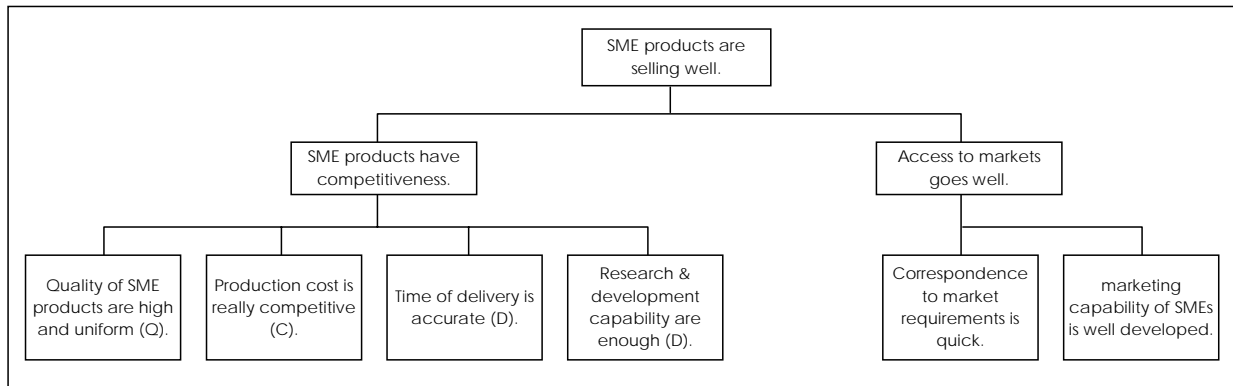 SME products are
selling well.
SME products have
competitiveness.
Access to markets
goes well.
Quality of SME
products are high
and uniform (Q).
Production cost is
really competitive
(C).
Time of delivery is
accurate (D).
Research &
development
capability are
enough (D).
Correspondence
to market
requirements is
quick.
marketing
capability of SMEs
is well developed.